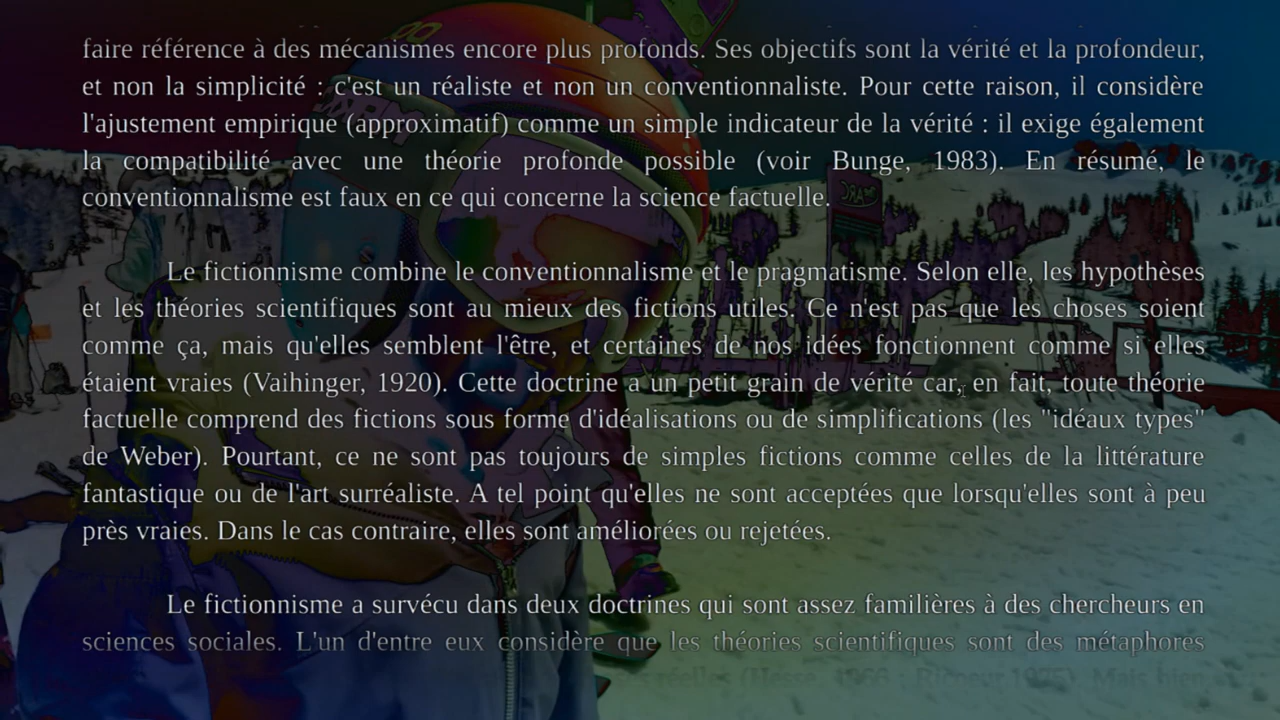 faire référence à des mécanismes encore plus profonds. Ses objectifs sont la vérité et la profondeur,
et non la simplicité : c'est un réaliste et non un conventionnaliste. Pour cette raison, il considère
l'ajustement empirique (approximatif) comme un simple indicateur de la vérité : il exige également
la compatibilité avec une théorie profonde possible (voir Bunge, 1983). En résumé, le
conventionnalisme est faux en ce qui concerne la science factuelle.
Le fictionnisme combine le conventionnalisme et le pragmatisme. Selon elle, les hypothèses
et les théories scientifiques sont au mieux des fictions utiles. Ce n'est pas que les choses soient
comme ça, mais qu'elles semblent l'être, et certaines de nos idées fonctionnent comme si elles
étaient vraies (Vaihinger, 1920). Cette doctrine a un petit grain de vérité car, en fait, toute théorie
factuelle comprend des fictions sous forme d'idéalisations ou de simplifications (les "idéaux types"
de Weber). Pourtant, ce ne sont pas toujours de simples fictions comme celles de la littérature
fantastique ou de l'art surréaliste. A tel point qu'elles ne sont acceptées que lorsqu'elles sont à peu
près vraies. Dans le cas contraire, elles sont améliorées ou rejetées.
Le fictionnisme a survécu dans deux doctrines qui sont assez familières à des chercheurs en
sciences sociales. L'un d'entre eux considère que les théories scientifiques sont des métaphores
réelles (Hesse, 1966 ; Ricoeur 1975). Mais bien